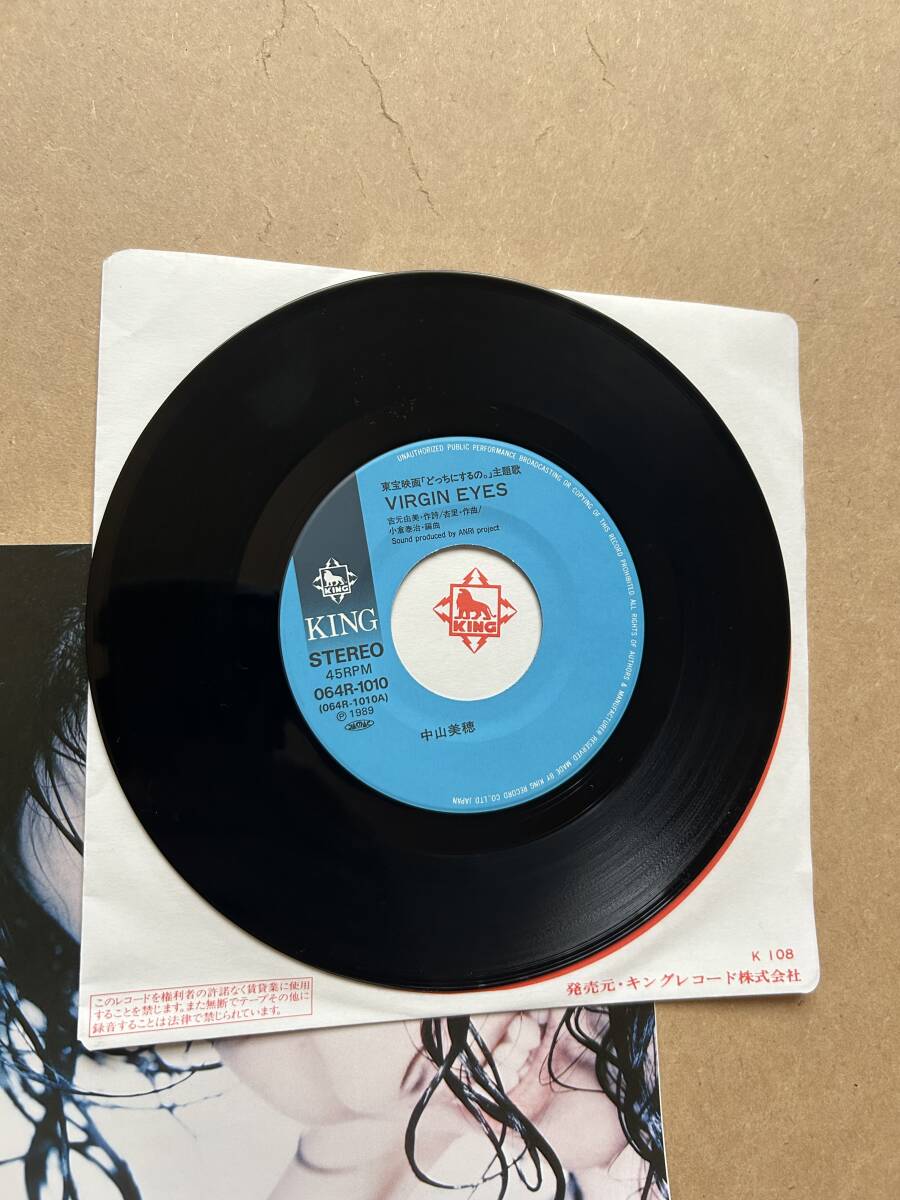 UNAUTHORIZED PUBLIC PERFORMANCE BROADCASTING OR COPYING OF THIS RECORD PROHIBITED ALL RIGHTS OF AUTHORS & MANUFACTURER RESERVED MADE BY KING RECORD CO., LTD JAPAN
東宝映画「どっちにするの。」主題歌
VIRGIN EYES
吉元由美・作詩/杏里・作曲/
小倉泰治・編曲
Sound produced by ANRI project
KING
KING
STEREO
45RPM
064R-1010
(064R-1010A)
Ⓟ 1989
中山美穂
KING
K 108
発売元・キングレコード株式会社
このレコードを権利者の許諾なく賃貸業に使用
することを禁じます。また無断でテープその他に
録音することは法律で禁じられています。